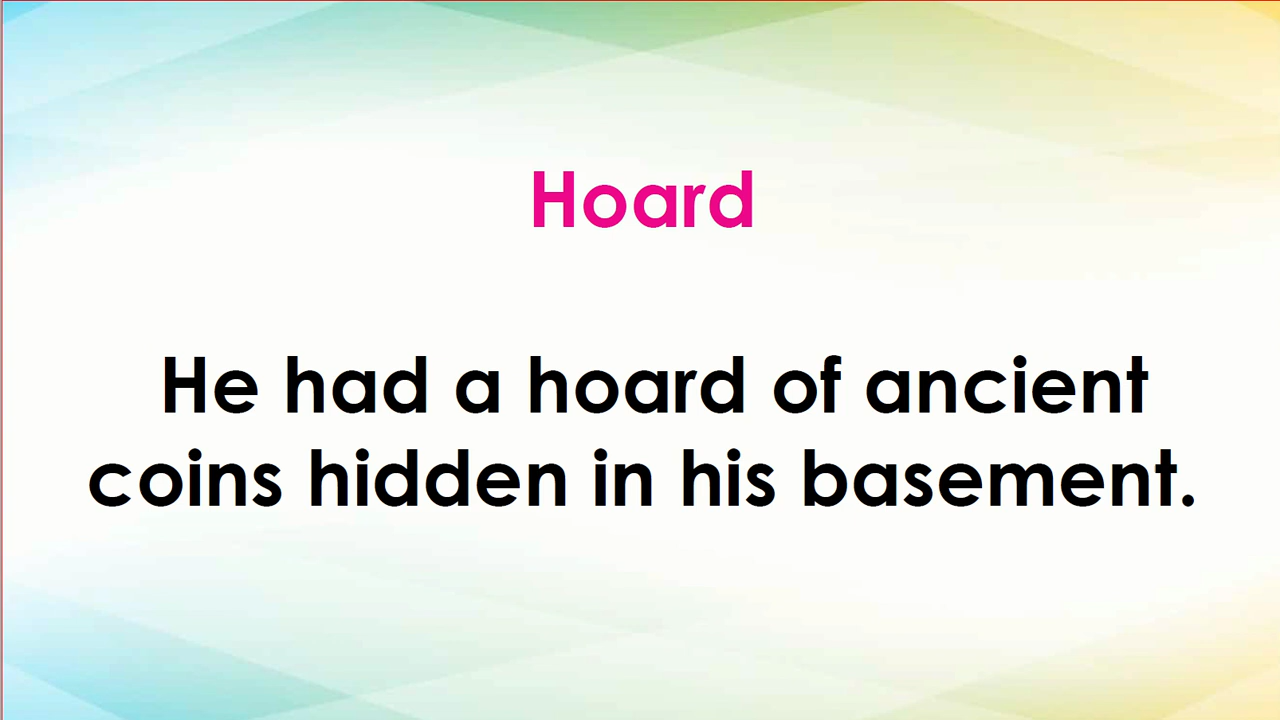 Hoard
He had a hoard of ancient
coins hidden in his basement.